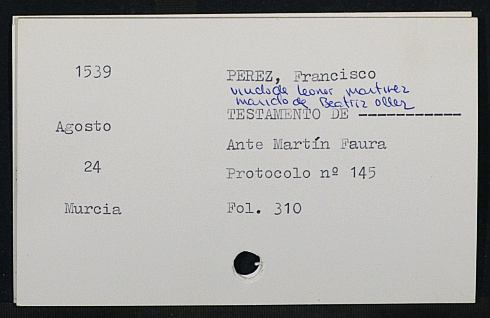 1539
PEREZ, Francisco
viudo de leonor martinez
marido de Beatriz oller
TESTAMENTO DE -----------
Agosto
Ante Martín Faura
24
Protocolo nº 145
Murcia
Fol. 310